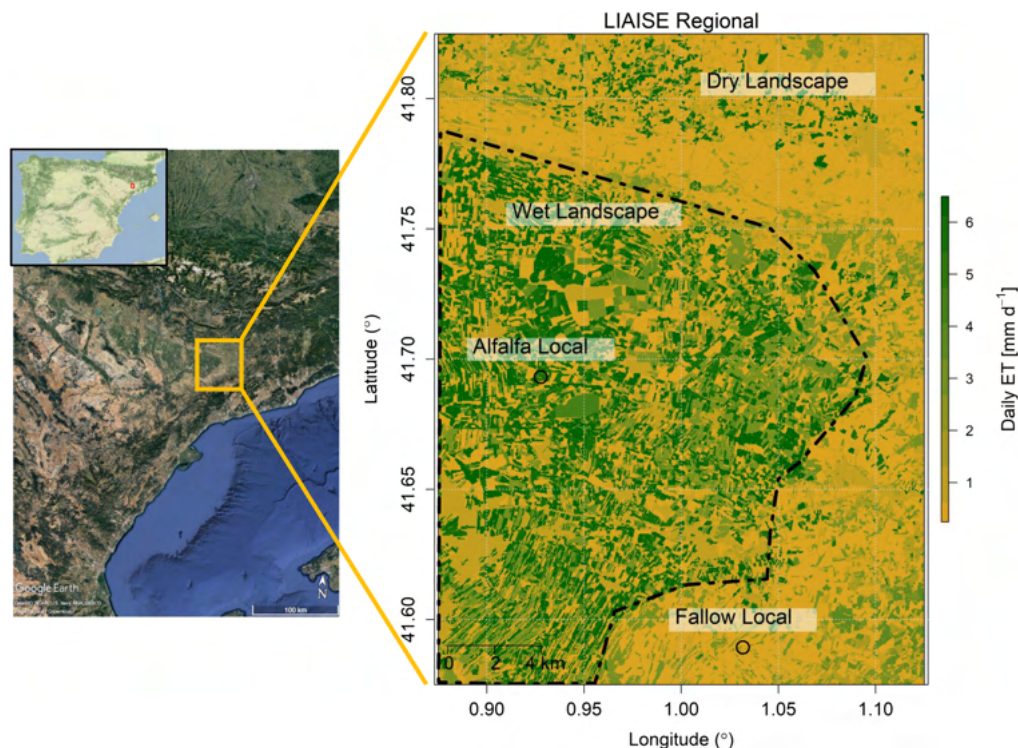 LIAISE Regional
Dry Landscape
Wet Landscape
Alfalfa Local
Fallow Local
0 2 4 km
41.80
41.75
41.70
41.65
41.60
Latitude (°)
0.90 0.95 1.00 1.05 1.10
Longitude (°)
6
5
4
3
2
1
Daily ET [mm d⁻¹]
Google Earth
N
100 km